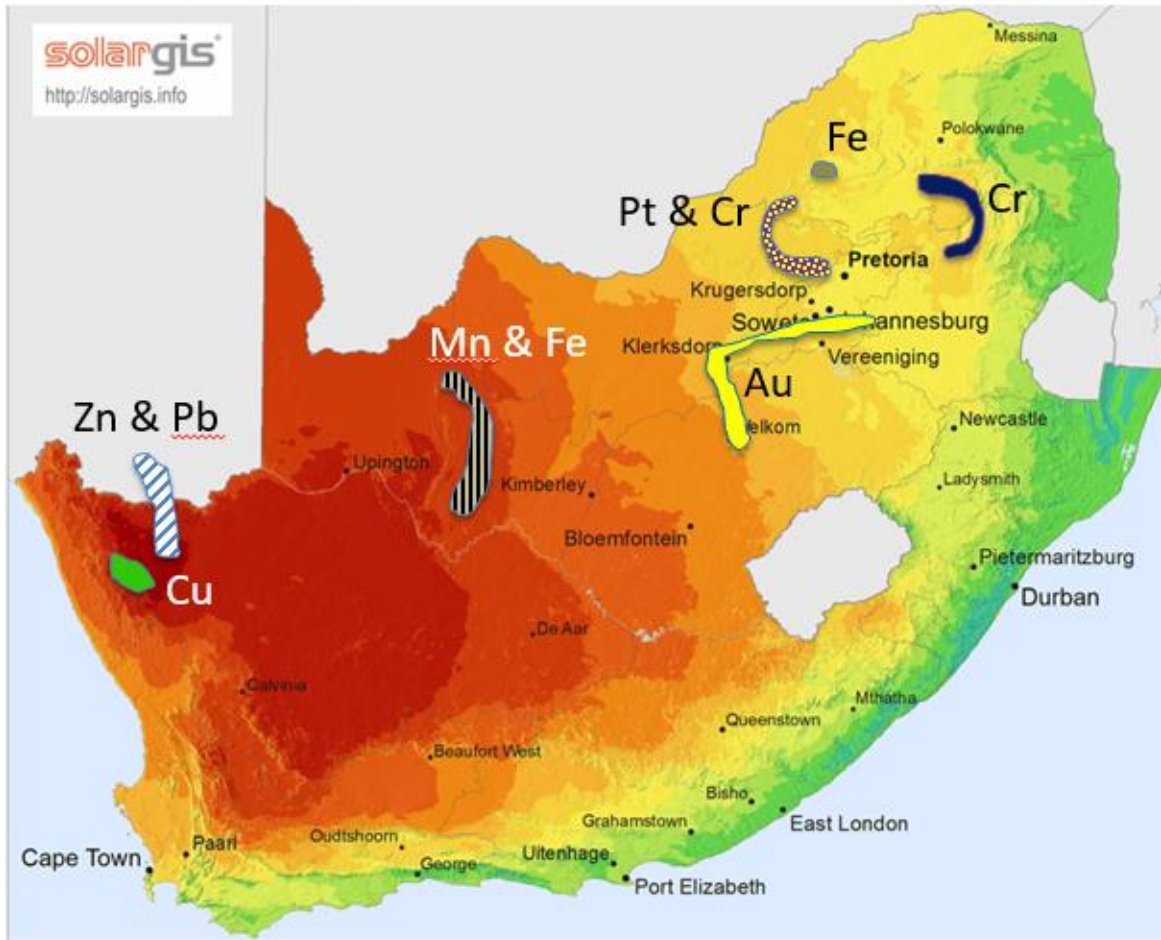 solargis
http://solargis.info
Messina
Polokwane
Fe
Cr
Pt & Cr
Pretoria
Krugersdorp
Soweto
hannesburg
Mn & Fe
Klerksdorp
Vereeniging
Au
Zn & Pb
elkom
Newcastle
Upington
Kimberley
Ladysmith
Bloemfontein
Pietermaritzburg
Cu
Durban
De Aar
Calvinia
Mthatha
Queenstown
Beaufort West
Bisho
Grahamstown
East London
Oudtshoorn
Paarl
Cape Town
George
Uitenhage
Port Elizabeth